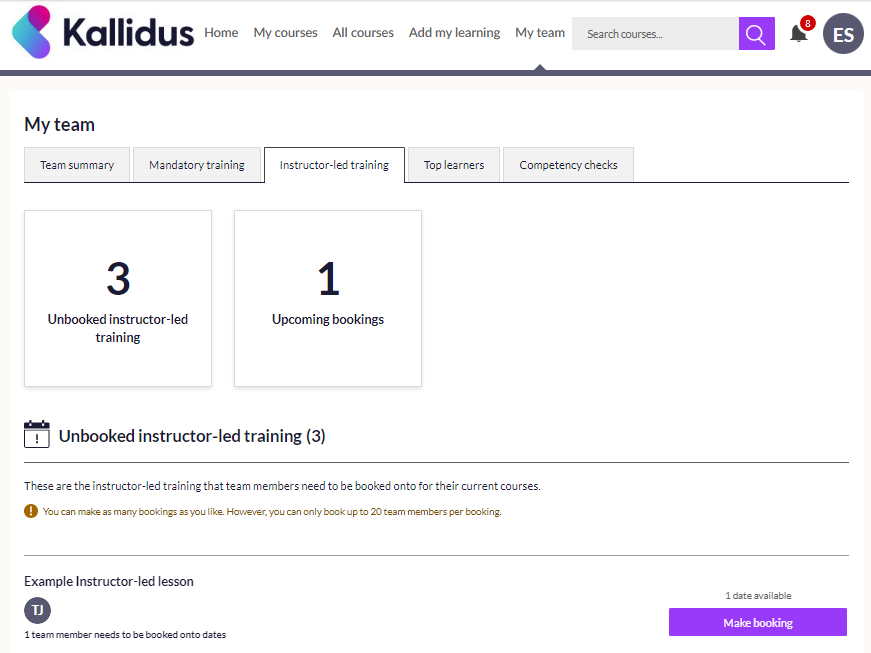 Kallidus
Home My courses All courses Add my learning My team Search courses... 8 ES
My team
Team summary Mandatory training Instructor-led training Top learners Competency checks
3
Unbooked instructor-led
training
1
Upcoming bookings
! Unbooked instructor-led training (3)
These are the instructor-led training that team members need to be booked onto for their current courses.
! You can make as many bookings as you like. However, you can only book up to 20 team members per booking.
Example Instructor-led lesson
TJ
1 team member needs to be booked onto dates
1 date available
Make booking